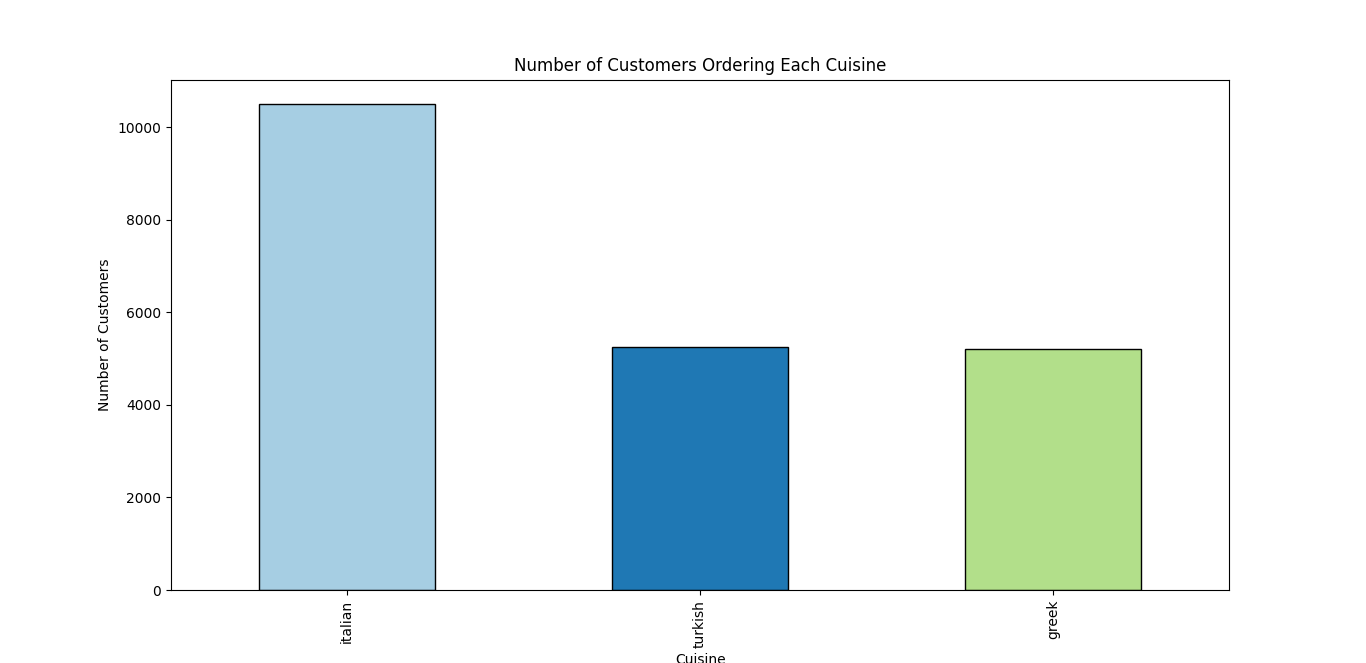 Number of Customers Ordering Each Cuisine
Number of Customers
10000
8000
6000
4000
2000
0
italian
turkish
greek
Cuisine